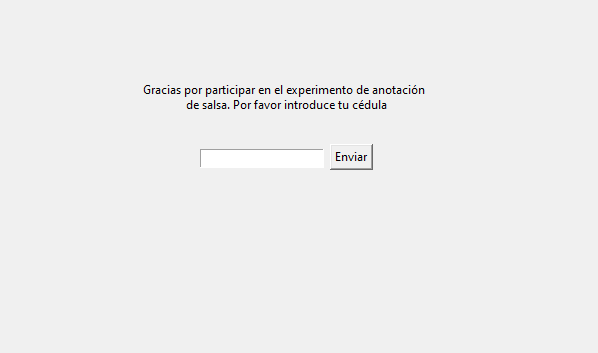 Gracias por participar en el experimento de anotación
de salsa. Por favor introduce tu cédula
Enviar